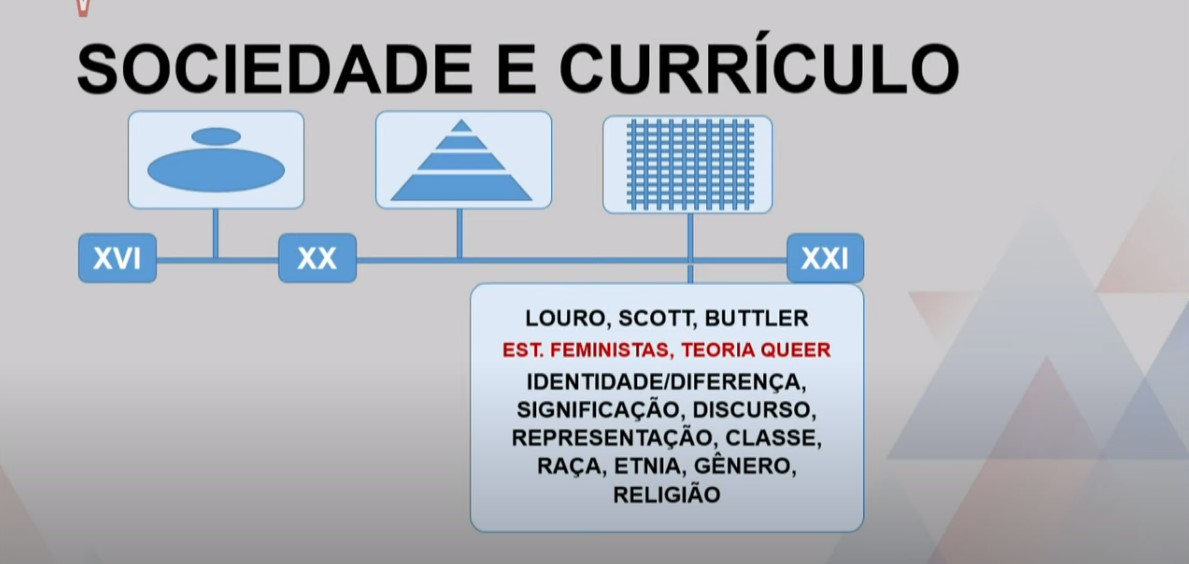 SOCIEDADE E CURRÍCULO
XVI
XX
XXI
LOURO, SCOTT, BUTTLER
EST. FEMINISTAS, TEORIA QUEER
IDENTIDADE/DIFERENÇA,
SIGNIFICAÇÃO, DISCURSO,
REPRESENTAÇÃO, CLASSE,
RAÇA, ETNIA, GÊNERO,
RELIGIÃO